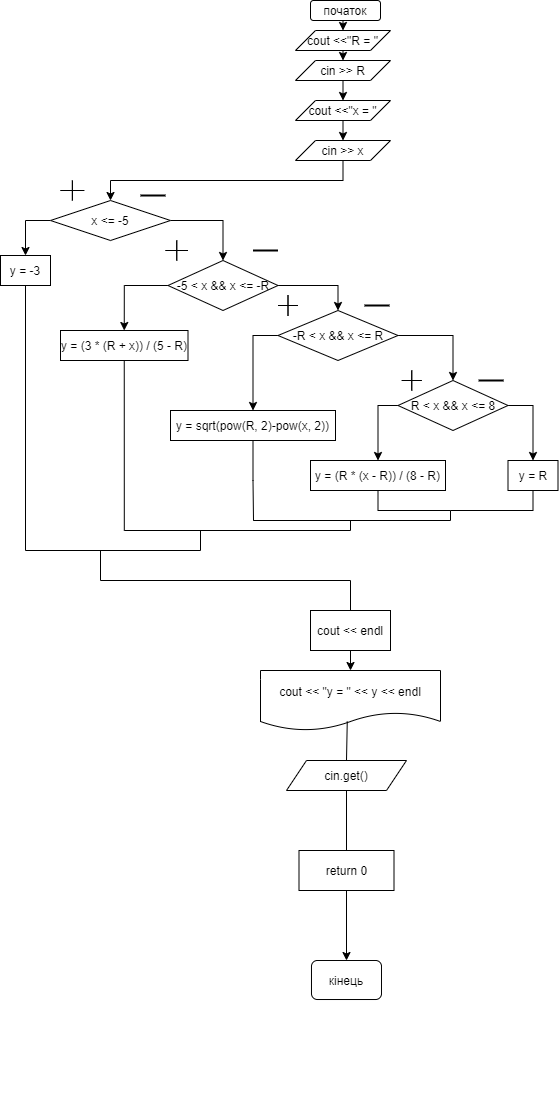 початок
cout <<"R = "
cin >> R
cout <<"x = "
cin >> x
+
—
x <= -5
y = -3
+
—
-5 < x && x <= -R
y = (3 * (R + x)) / (5 - R)
+
—
-R < x && x <= R
y = sqrt(pow(R, 2)-pow(x, 2))
+
—
R < x && x <= 8
y = (R * (x - R)) / (8 - R)
y = R
cout << endl
cout << "y = " << y << endl
cin.get()
return 0
кінець